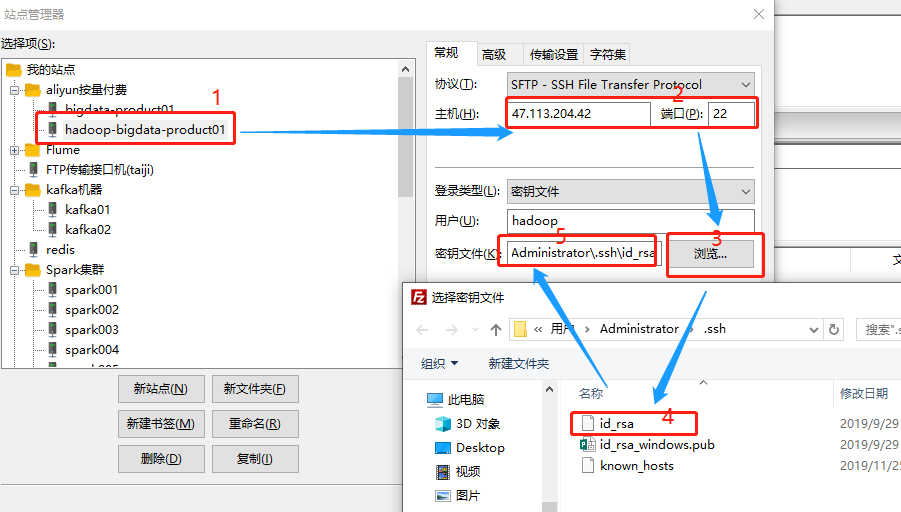 站点管理器
选择项(S):
我的站点
aliyun按量付费
bigdata-product01
1
hadoop-bigdata-product01
Flume
FTP传输接口机(taiji)
kafka机器
kafka01
kafka02
redis
Spark集群
spark001
spark002
spark003
spark004
新站点(N)
新文件夹(F)
新建书签(M)
重命名(R)
删除(D)
复制(I)
常规
高级
传输设置
字符集
协议(T):
SFTP - SSH File Transfer Protocol
2
主机(H):
47.113.204.42
端口(P):
22
登录类型(L):
密钥文件
用户(U):
hadoop
5
3
密钥文件(K):
Administrator\.ssh\id_rsa
浏览...
选择密钥文件
« 用户 › Administrator › .ssh
搜索".s
组织
新建文件夹
此电脑
3D 对象
Desktop
视频
图片
名称
修改日期
4
id_rsa
2019/9/29
id_rsa_windows.pub
2019/9/29
known_hosts
2019/11/25